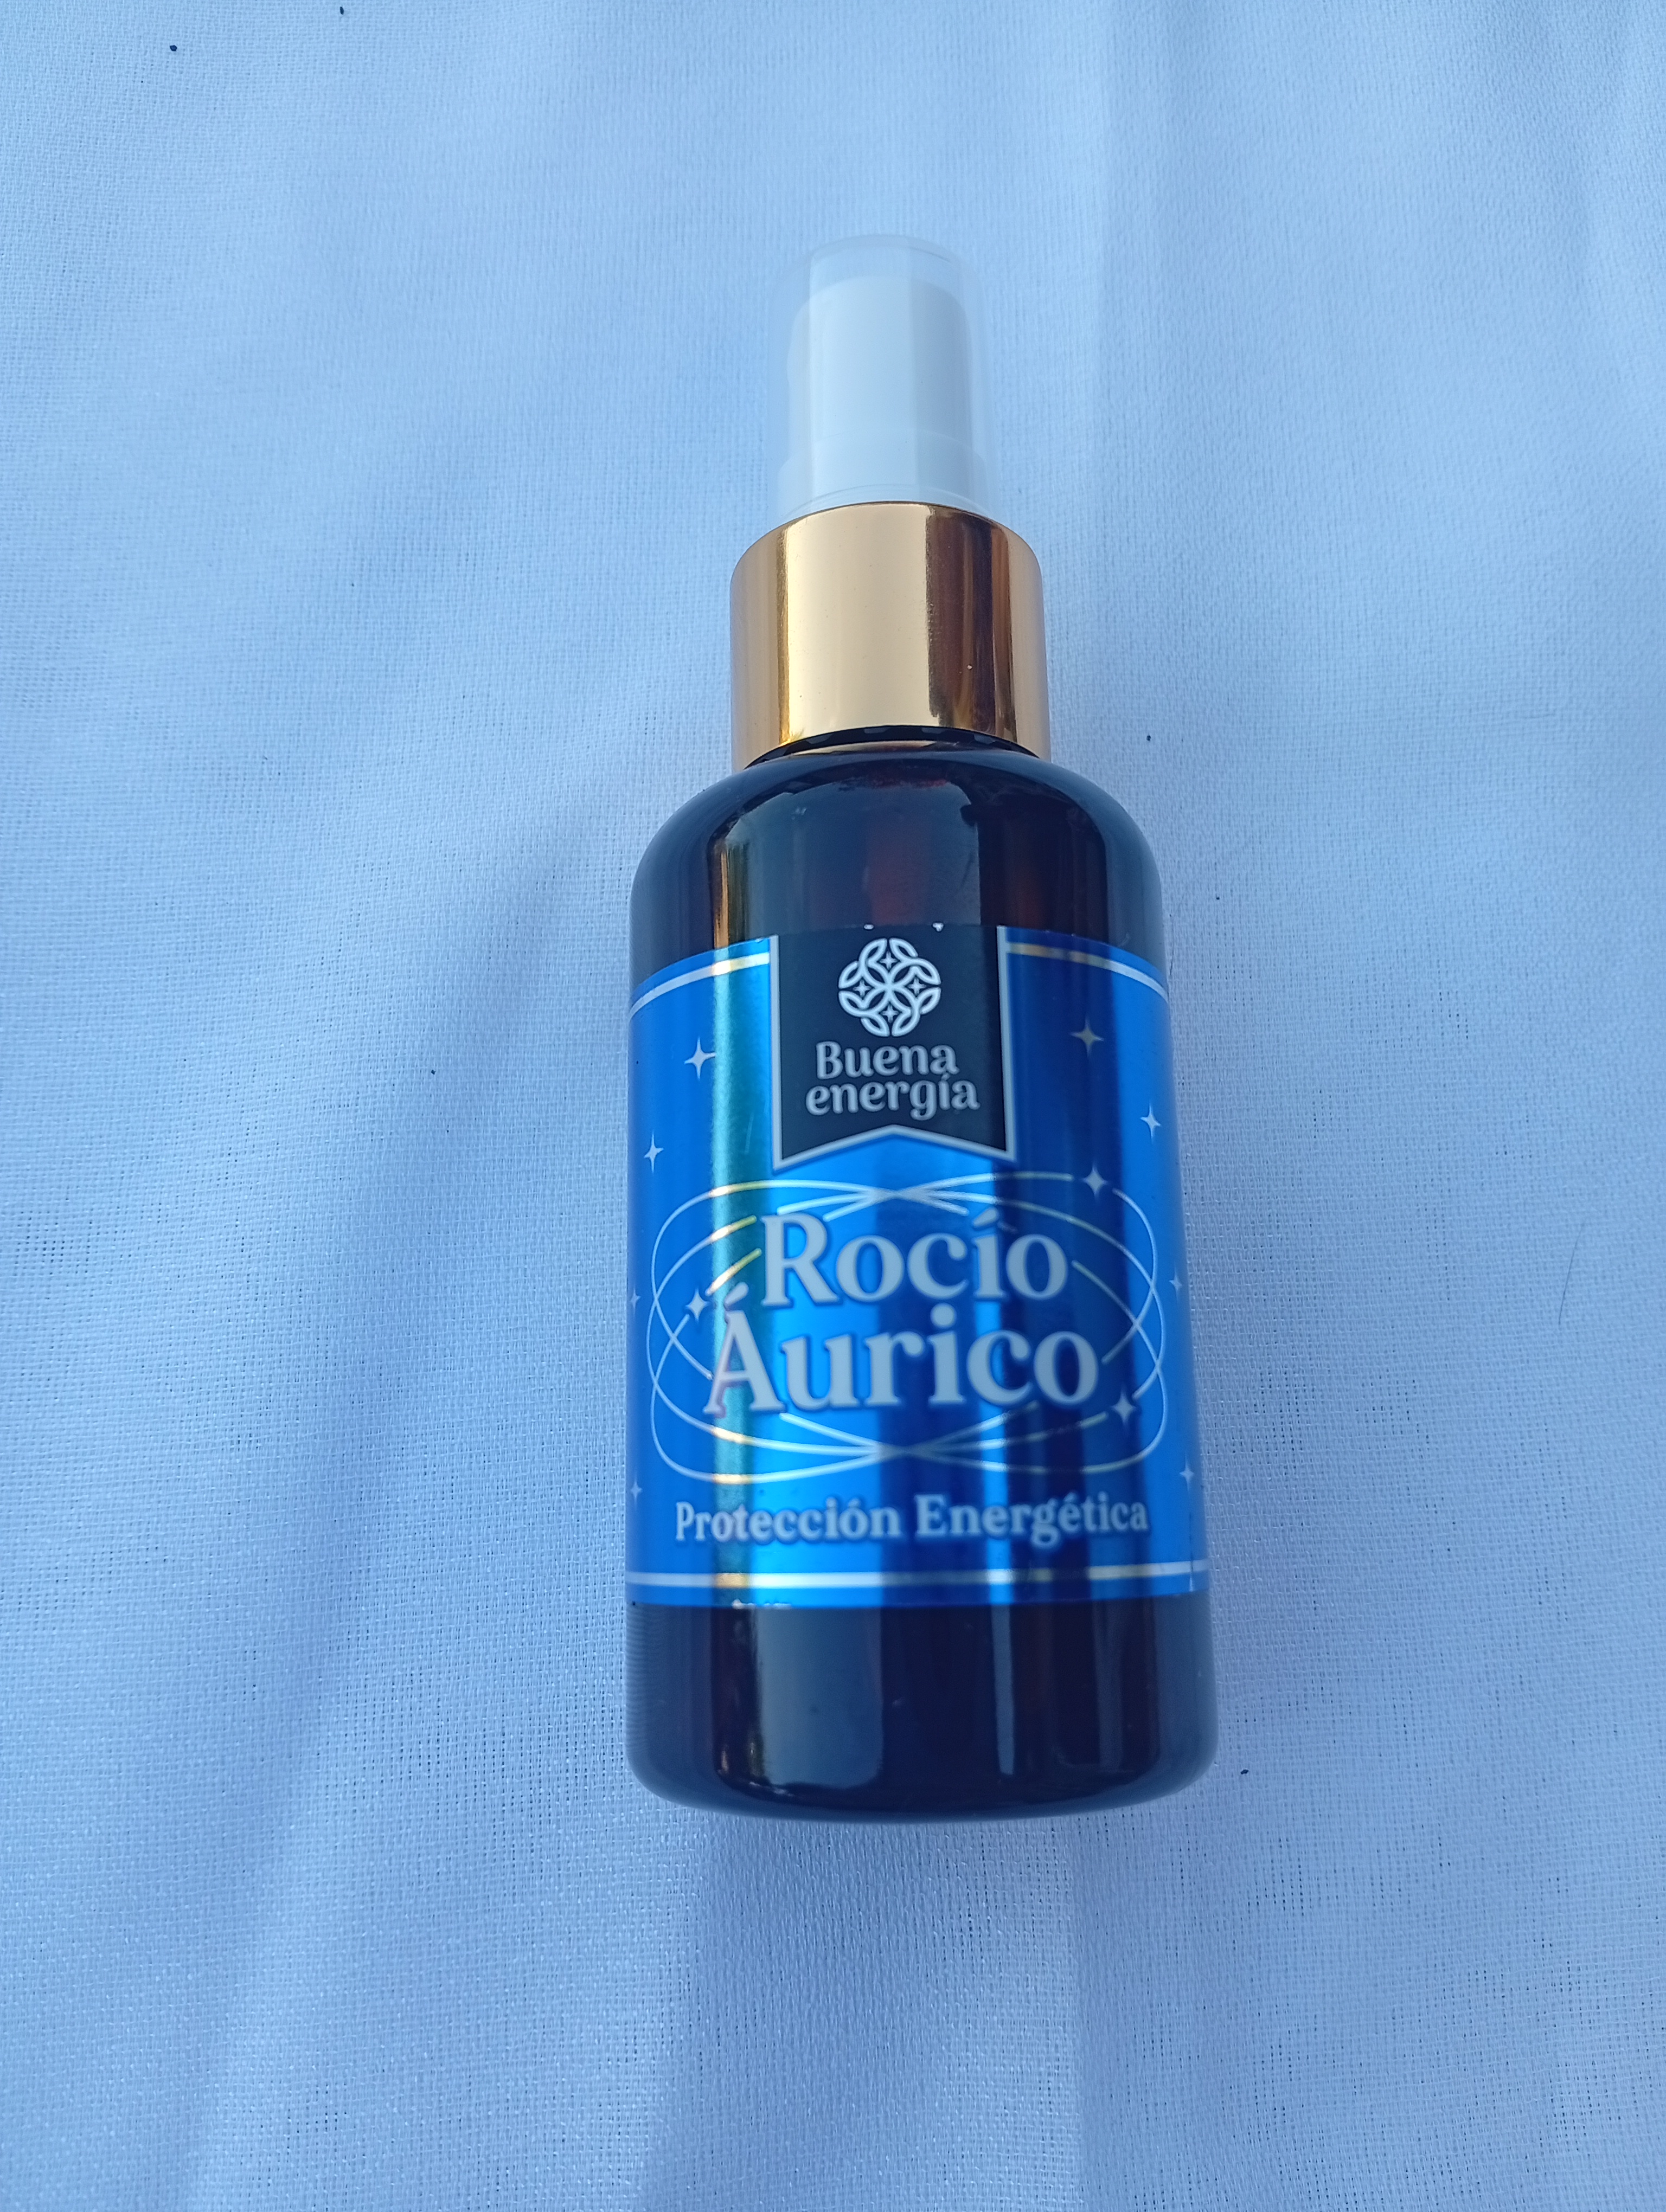 Buena
energía
Rocío
Áurico
Protección Energética